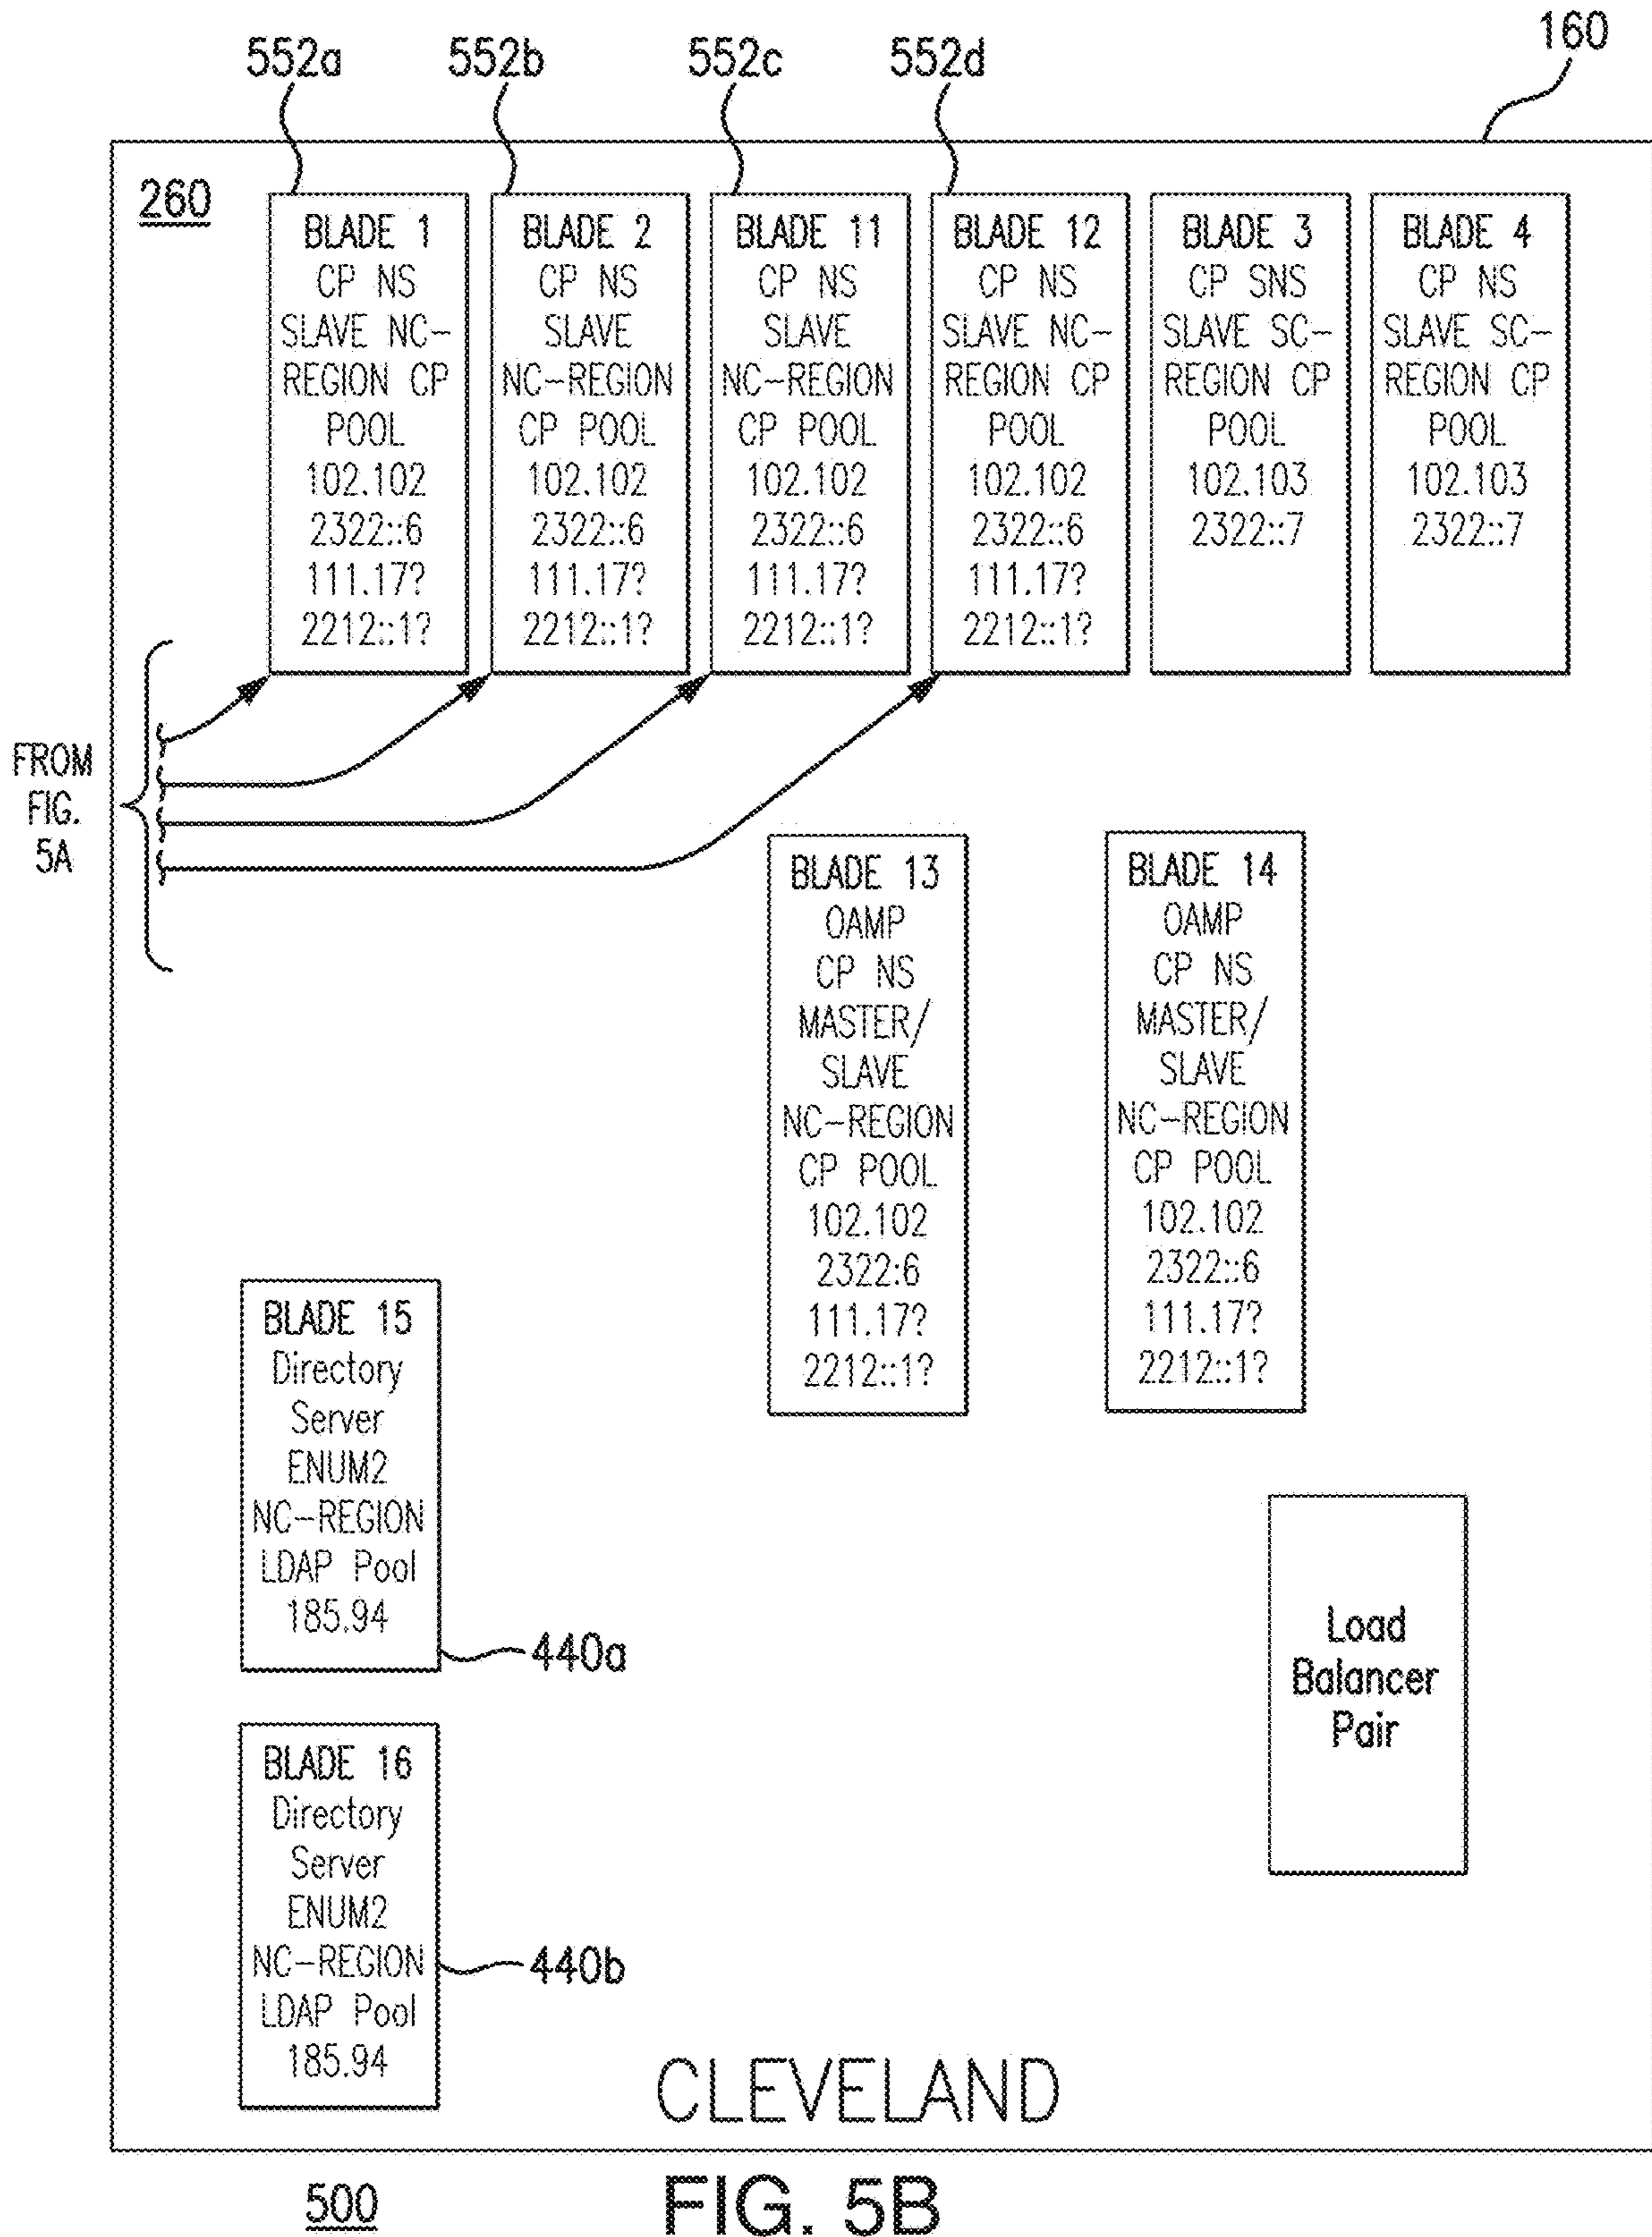 552a
552b
552c
552d
160
260
BLADE 1
CP NS
SLAVE NC-
REGION CP
POOL
102.102
2322::6
111.17?
2212::1?
BLADE 2
CP NS
SLAVE
NC-REGION
CP POOL
102.102
2322::6
111.17?
2212::1?
BLADE 11
CP NS
SLAVE
NC-REGION
CP POOL
102.102
2322::6
111.17?
2212::1?
BLADE 12
CP NS
SLAVE NC-
REGION CP
POOL
102.102
2322::6
111.17?
2212::1?
BLADE 3
CP SNS
SLAVE SC-
REGION CP
POOL
102.103
2322::7
BLADE 4
CP NS
SLAVE SC-
REGION CP
POOL
102.103
2322::7
FROM
FIG.
5A
BLADE 13
OAMP
CP NS
MASTER/
SLAVE
NC-REGION
CP POOL
102.102
2322:6
111.17?
2212::1?
BLADE 14
OAMP
CP NS
MASTER/
SLAVE
NC-REGION
CP POOL
102.102
2322::6
111.17?
2212::1?
BLADE 15
Directory
Server
ENUM2
NC-REGION
LDAP Pool
185.94
440a
BLADE 16
Directory
Server
ENUM2
NC-REGION
LDAP Pool
185.94
440b
Load
Balancer
Pair
CLEVELAND
500
FIG. 5B